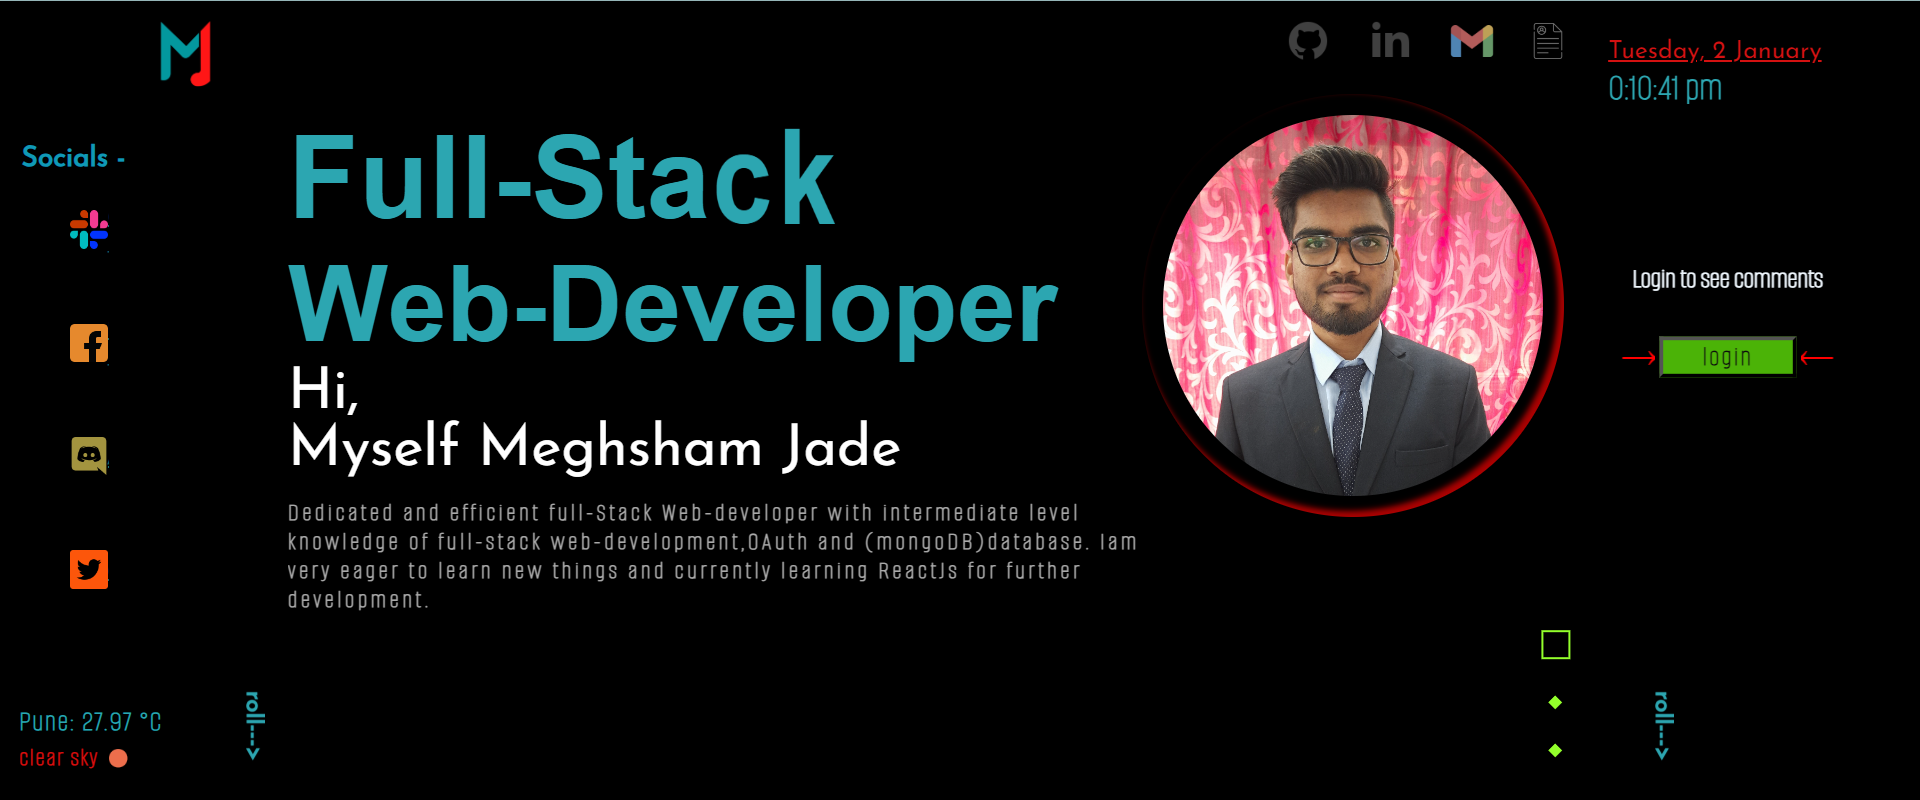 MJ
in
Tuesday, 2 January
0:10:41 pm
Socials -
Full-Stack
Web-Developer
Hi,
Myself Meghsham Jade
Dedicated and efficient full-Stack Web-developer with intermediate level
knowledge of full-stack web-development,OAuth and (mongoDB)database. Iam
very eager to learn new things and currently learning ReactJs for further
development.
Login to see comments
login
Pune: 27.97 °C
clear sky
roll--->
roll--->